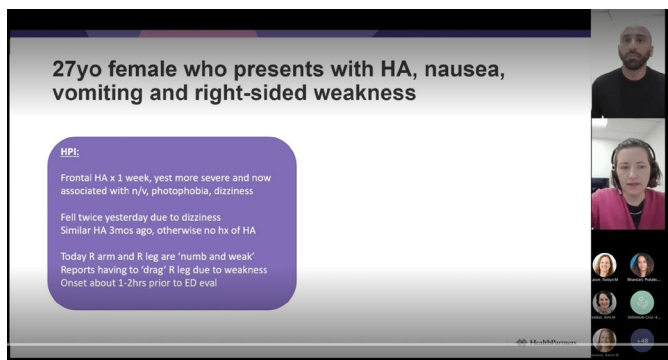 27yo female who presents with HA, nausea,
vomiting and right-sided weakness
HPI:
Frontal HA x 1 week, yest more severe and now
associated with n/v, photophobia, dizziness
Fell twice yesterday due to dizziness
Similar HA 3mos ago, otherwise no hx of HA
Today R arm and R leg are ‘numb and weak’
Reports having to ‘drag’ R leg due to weakness
Onset about 1-2hrs prior to ED eval
HealthPartners
+48